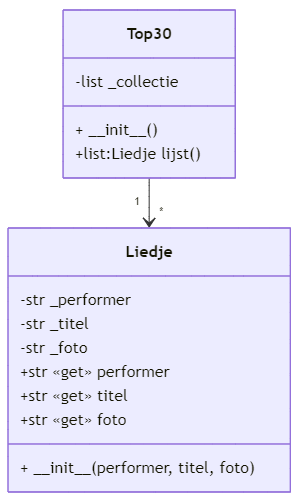 Top30
-list _collectie
+ __init__()
+list:Liedje lijst()
1
*
Liedje
-str _performer
-str _titel
-str _foto
+str «get» performer
+str «get» titel
+str «get» foto
+ __init__(performer, titel, foto)